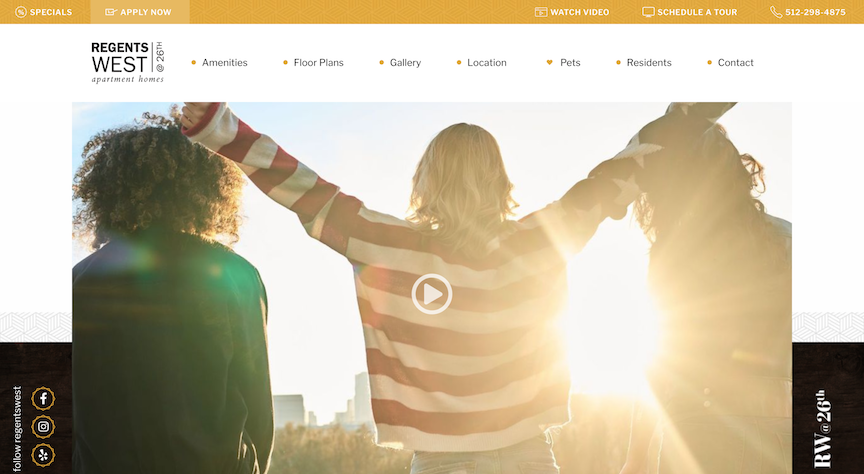 SPECIALS
APPLY NOW
WATCH VIDEO
SCHEDULE A TOUR
512-298-4875
REGENTS
WEST
@ 26TH
apartment homes
Amenities
Floor Plans
Gallery
Location
Pets
Residents
Contact
follow regentswest
RW@26th